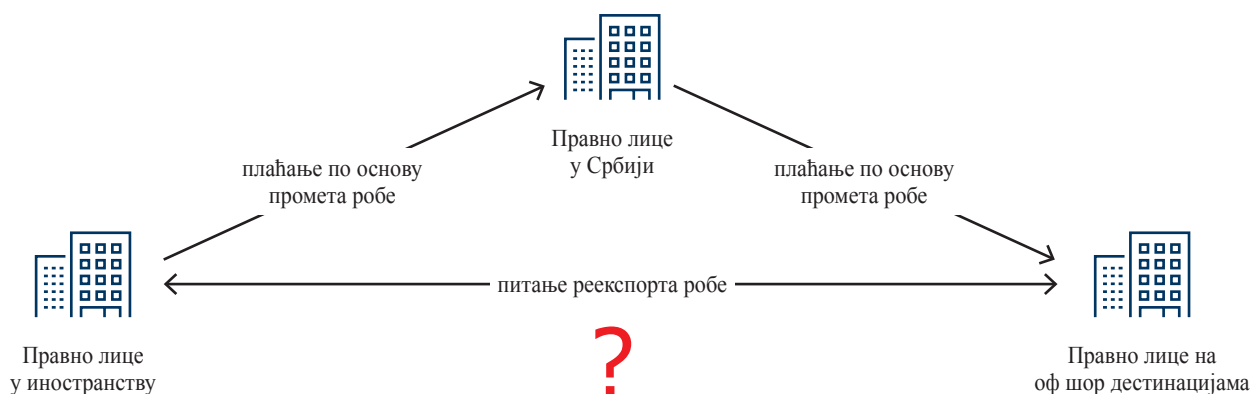 Правно лице
у Србији
плаћање по основу
промета робе
плаћање по основу
промета робе
питање реекспорта робе
?
Правно лице
у иностранству
Правно лице на
оф шор дестинацијама